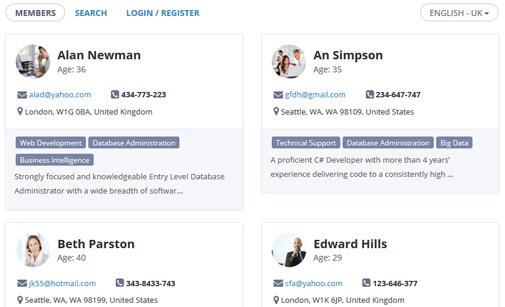 MEMBERS SEARCH LOGIN / REGISTER ENGLISH - UK
Alan Newman
Age: 36
alad@yahoo.com 434-773-223
London, W1G 0BA, United Kingdom
Web Development Database Administration
Business Intelligence
Strongly focused and knowledgeable Entry Level Database
Administrator with a wide breadth of softwar...
An Simpson
Age: 35
gfdh@gmail.com 234-647-747
Seattle, WA, WA 98109, United States
Technical Support Database Administration Big Data
A proficient C# Developer with more than 4 years'
experience delivering code to a consistently high ...
Beth Parston
Age: 40
jk55@hotmail.com 343-8433-743
Seattle, WA, WA 98199, United States
Edward Hills
Age: 29
sfa@yahoo.com 123-646-377
London, W1K 6JP, United Kingdom